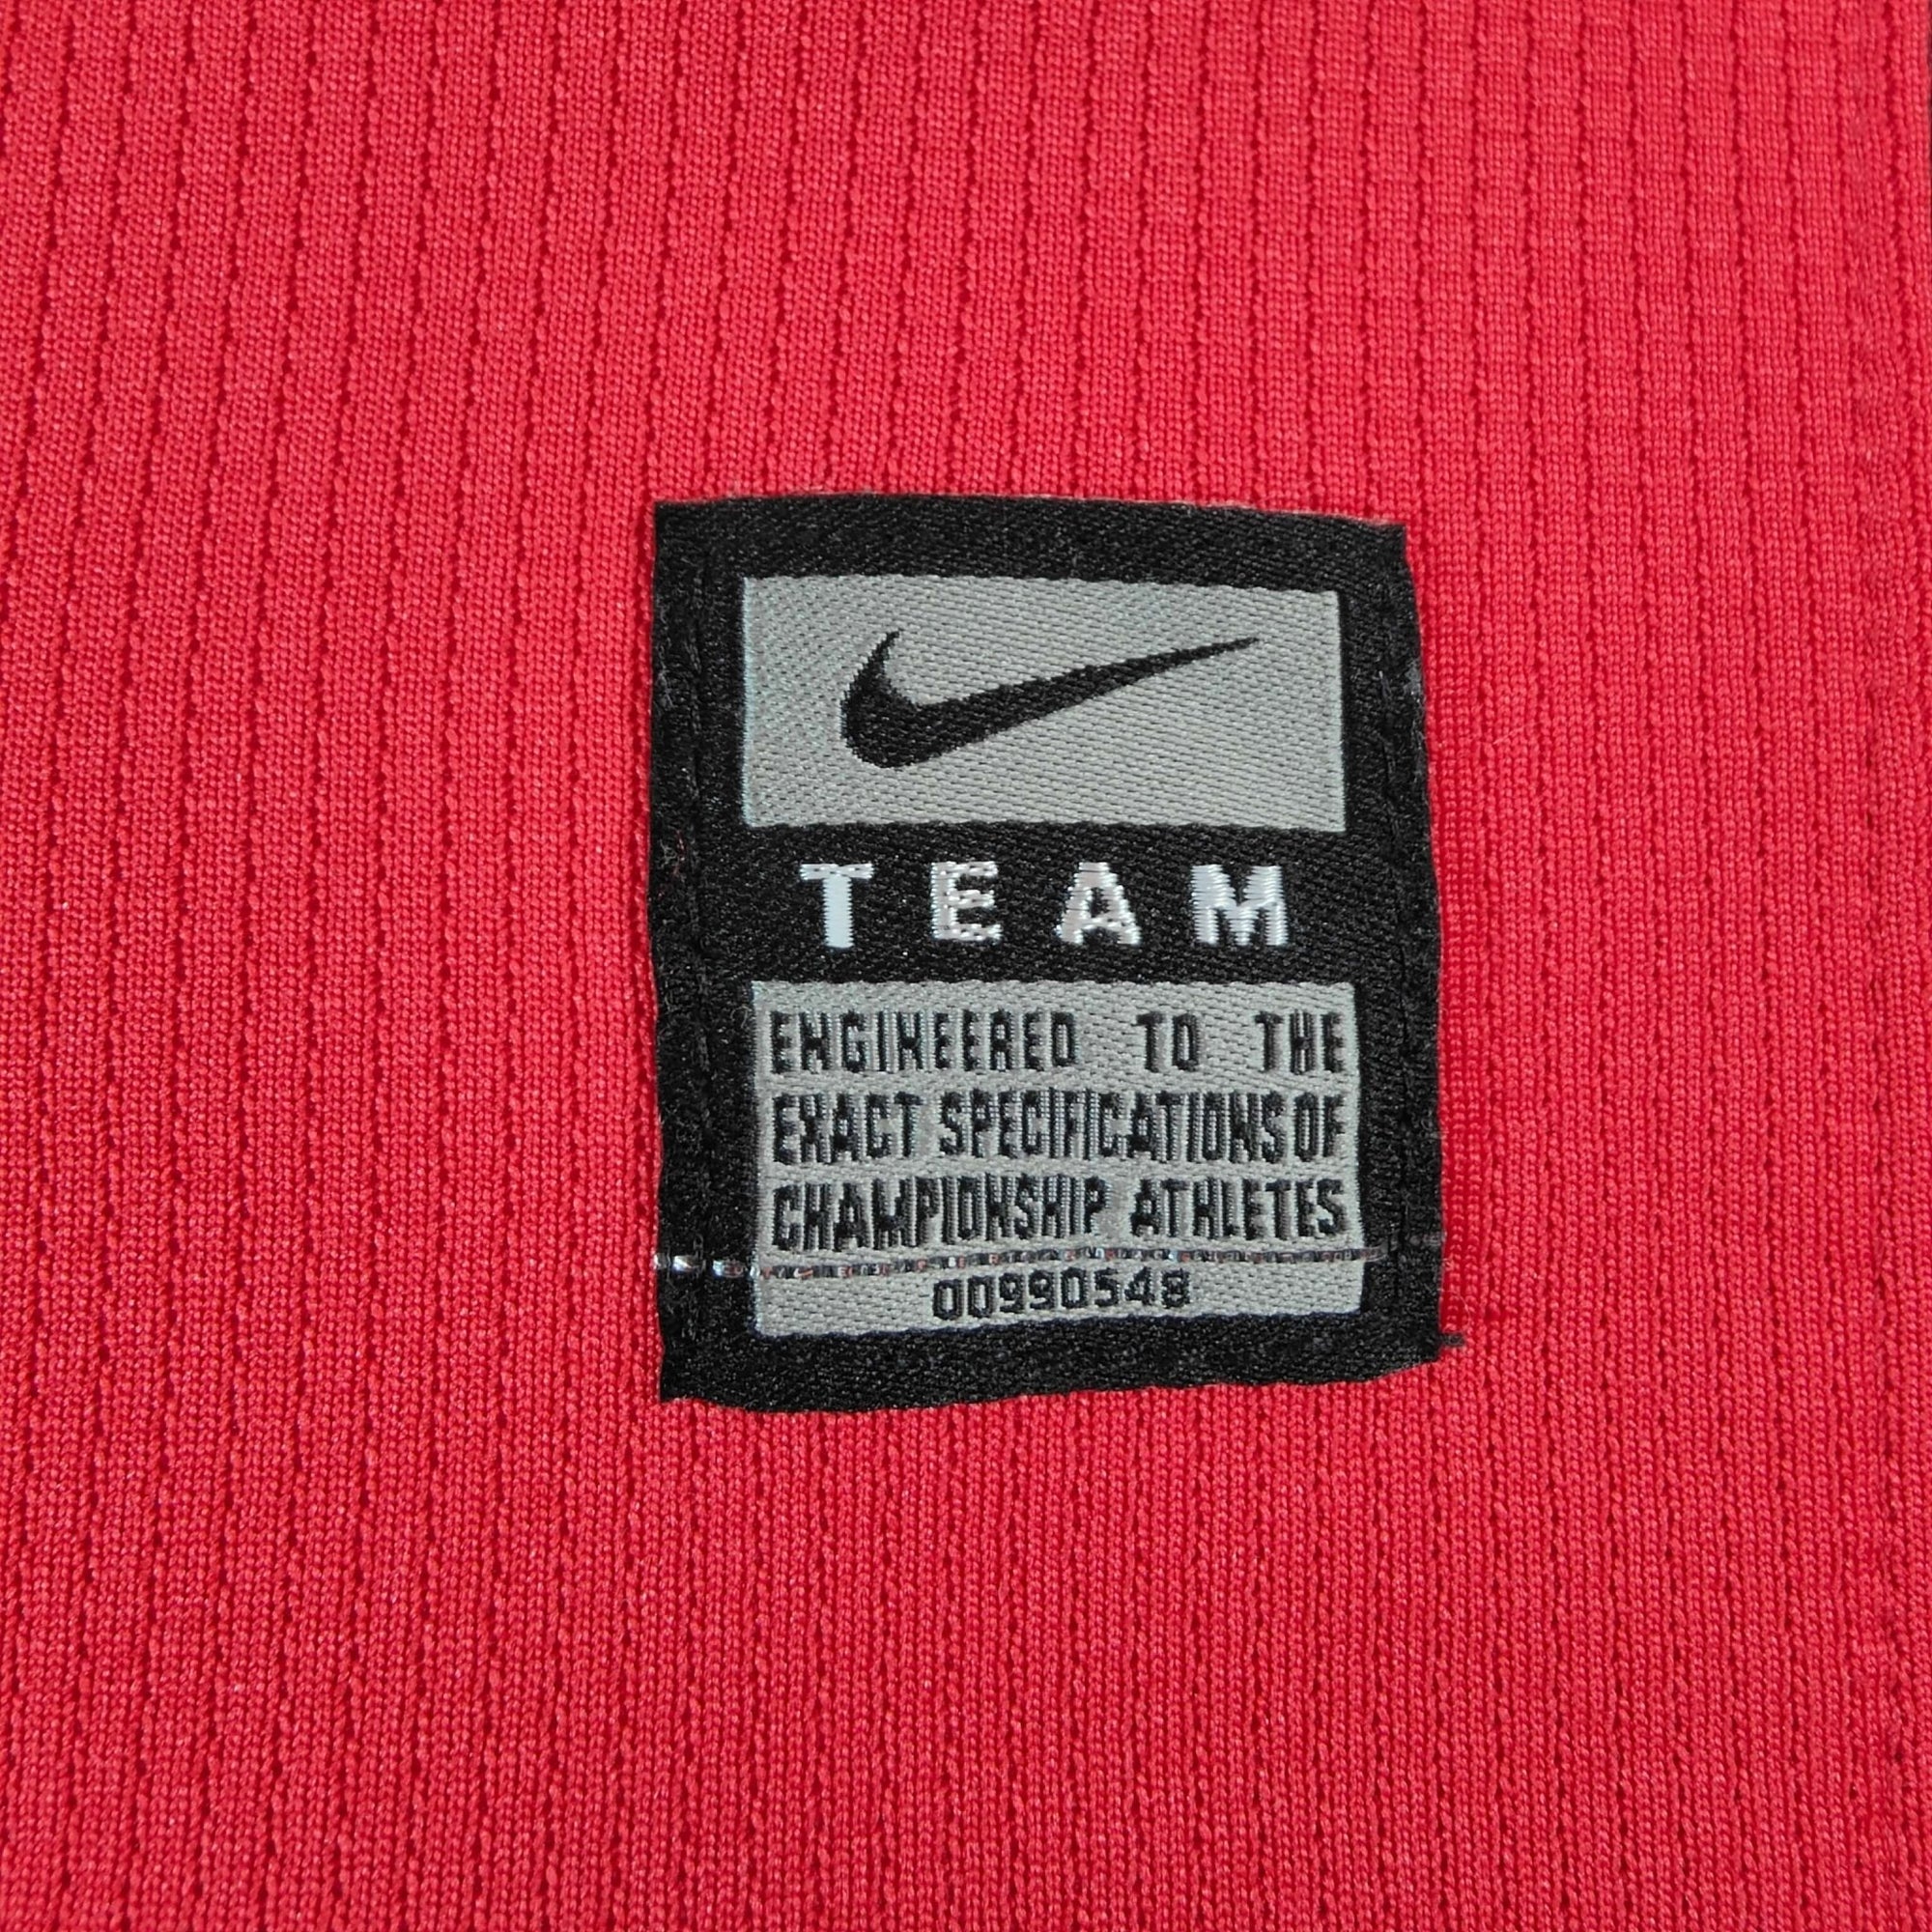 TEAM
ENGINEERED TO THE
EXACT SPECIFICATIONS OF
CHAMPIONSHIP ATHLETES
00990548